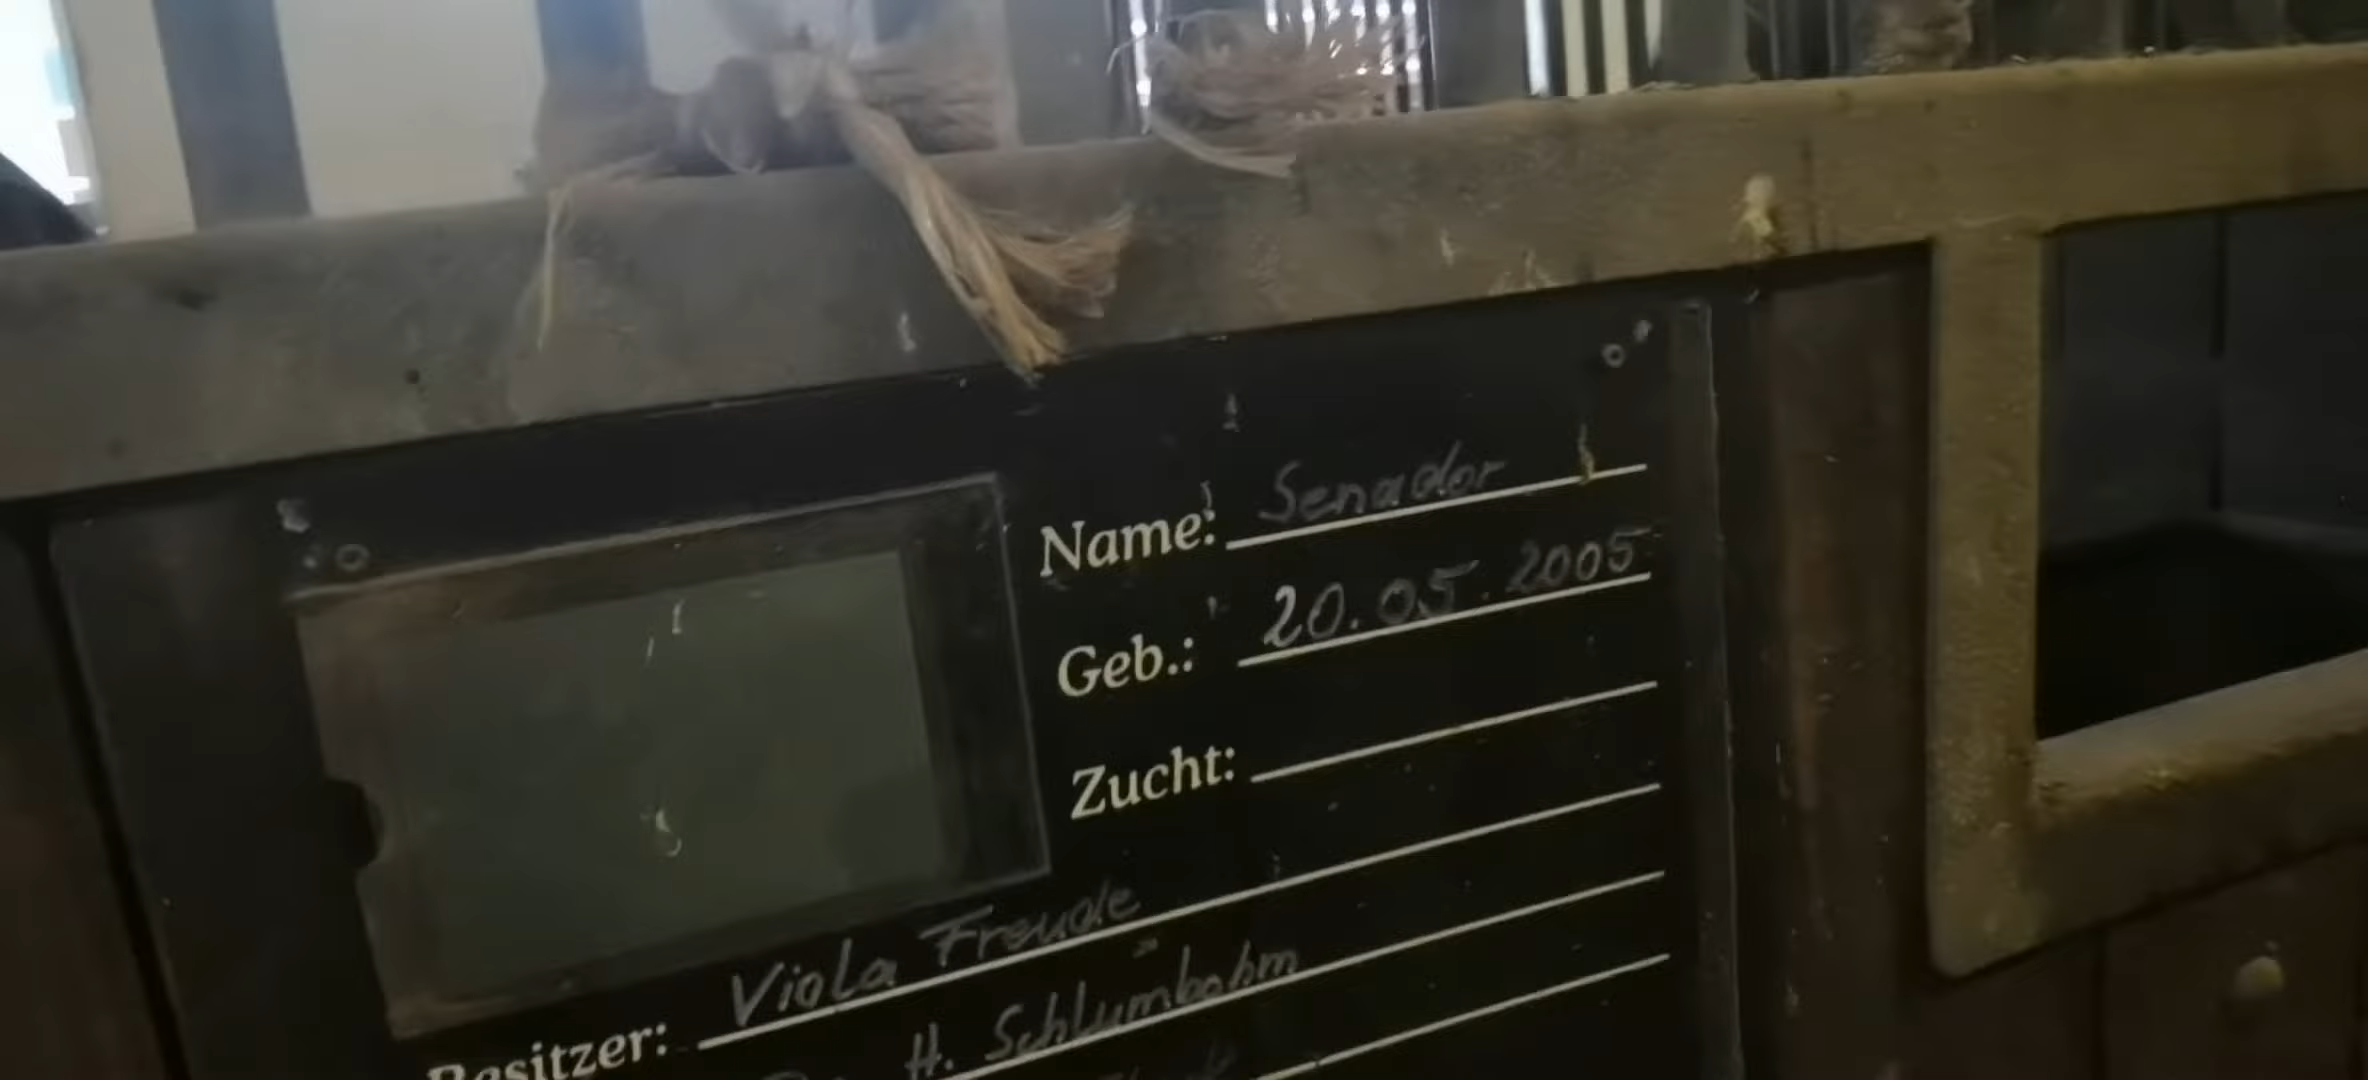 Name: Senador
Geb.: 20.05.2005
Zucht:
Besitzer: Viola Freude
H. Schlumbohm